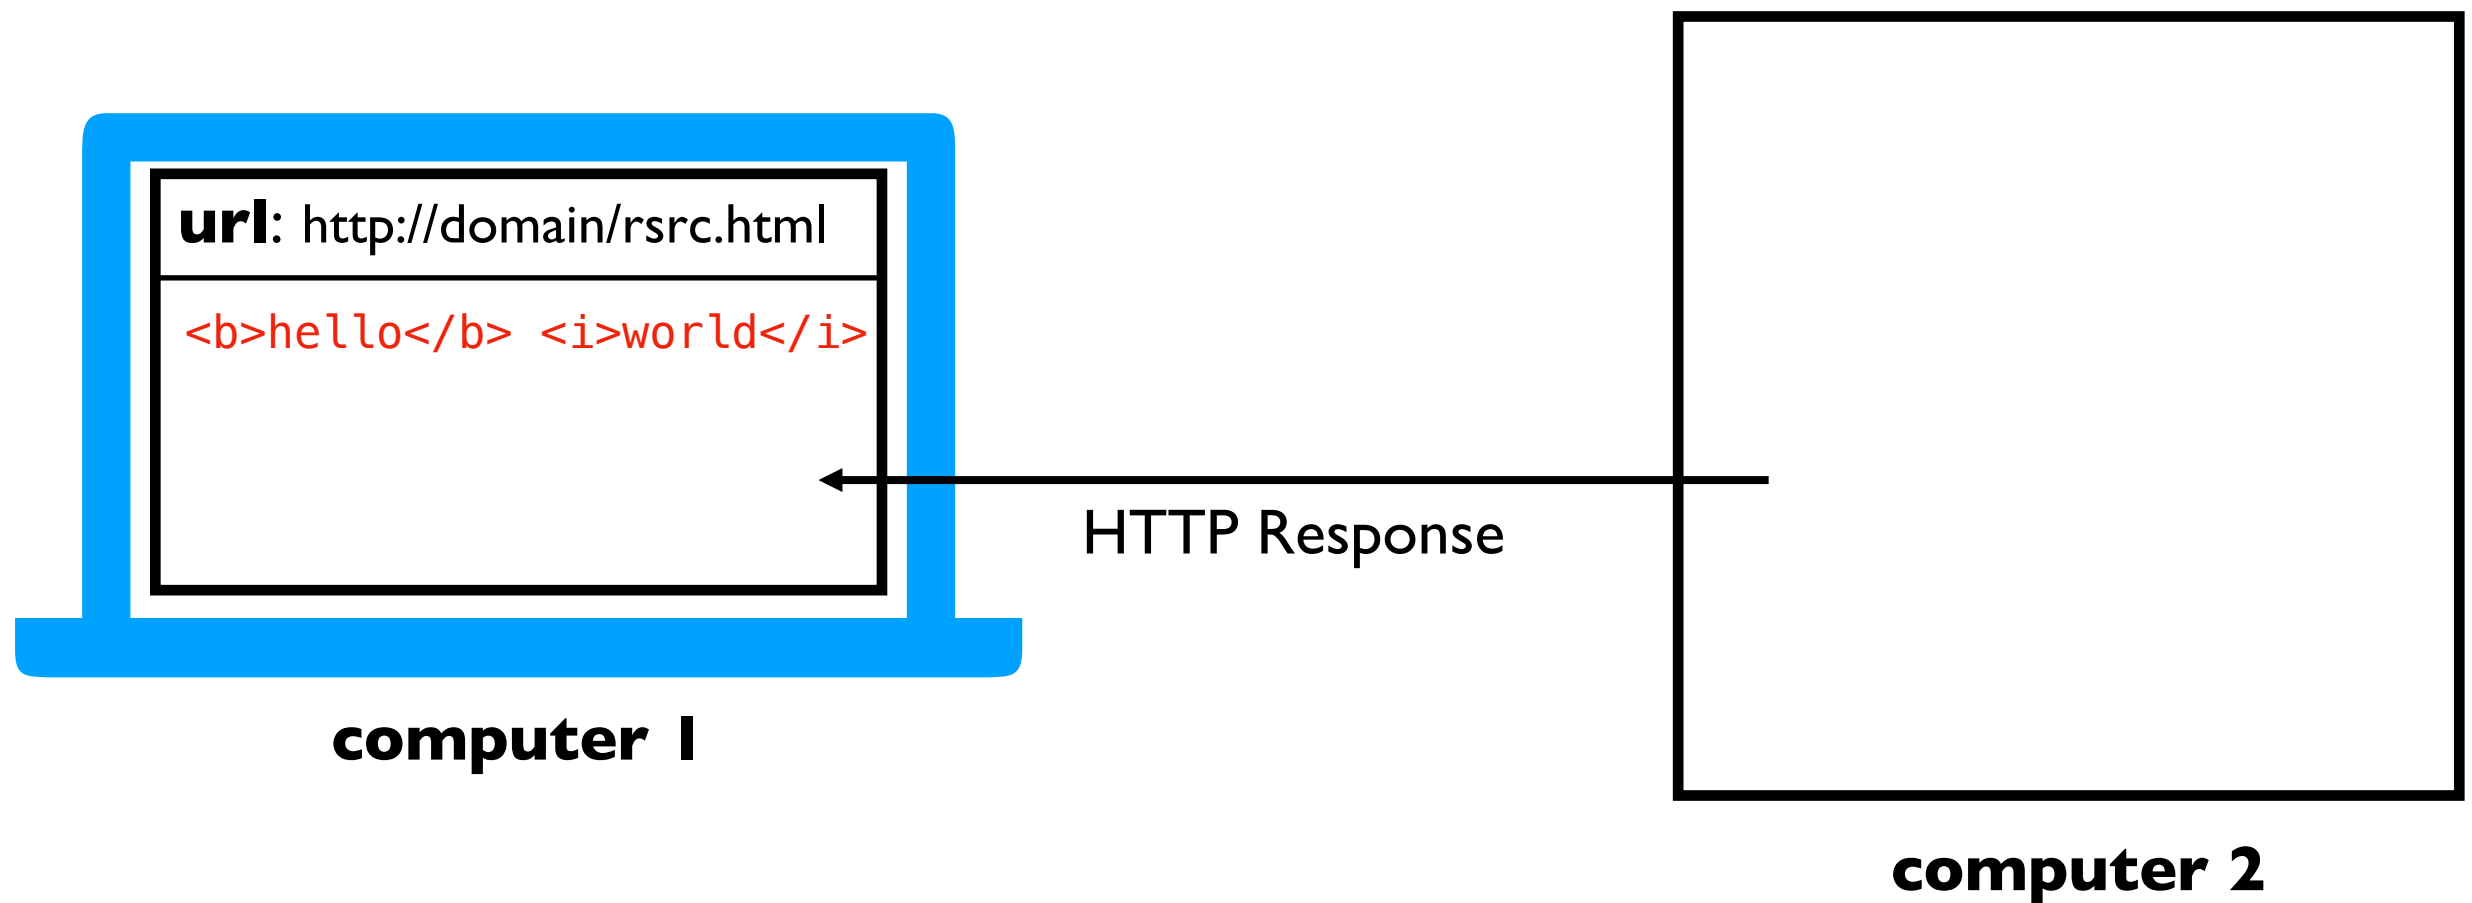 url: http://domain/rsrc.html
<b>hello</b> <i>world</i>
HTTP Response
computer 1
computer 2